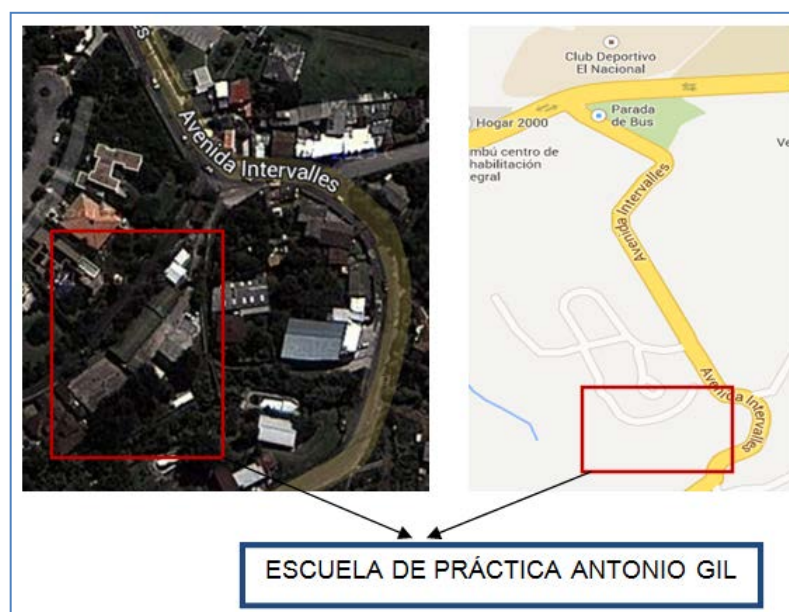 Avenida Intervalles
Club Deportivo
El Nacional
Hogar 2000
Parada
de Bus
mbú centro de
habilitación
egral
Ve
Avenida Intervalles
Avenida Intervalles
ESCUELA DE PRÁCTICA ANTONIO GIL